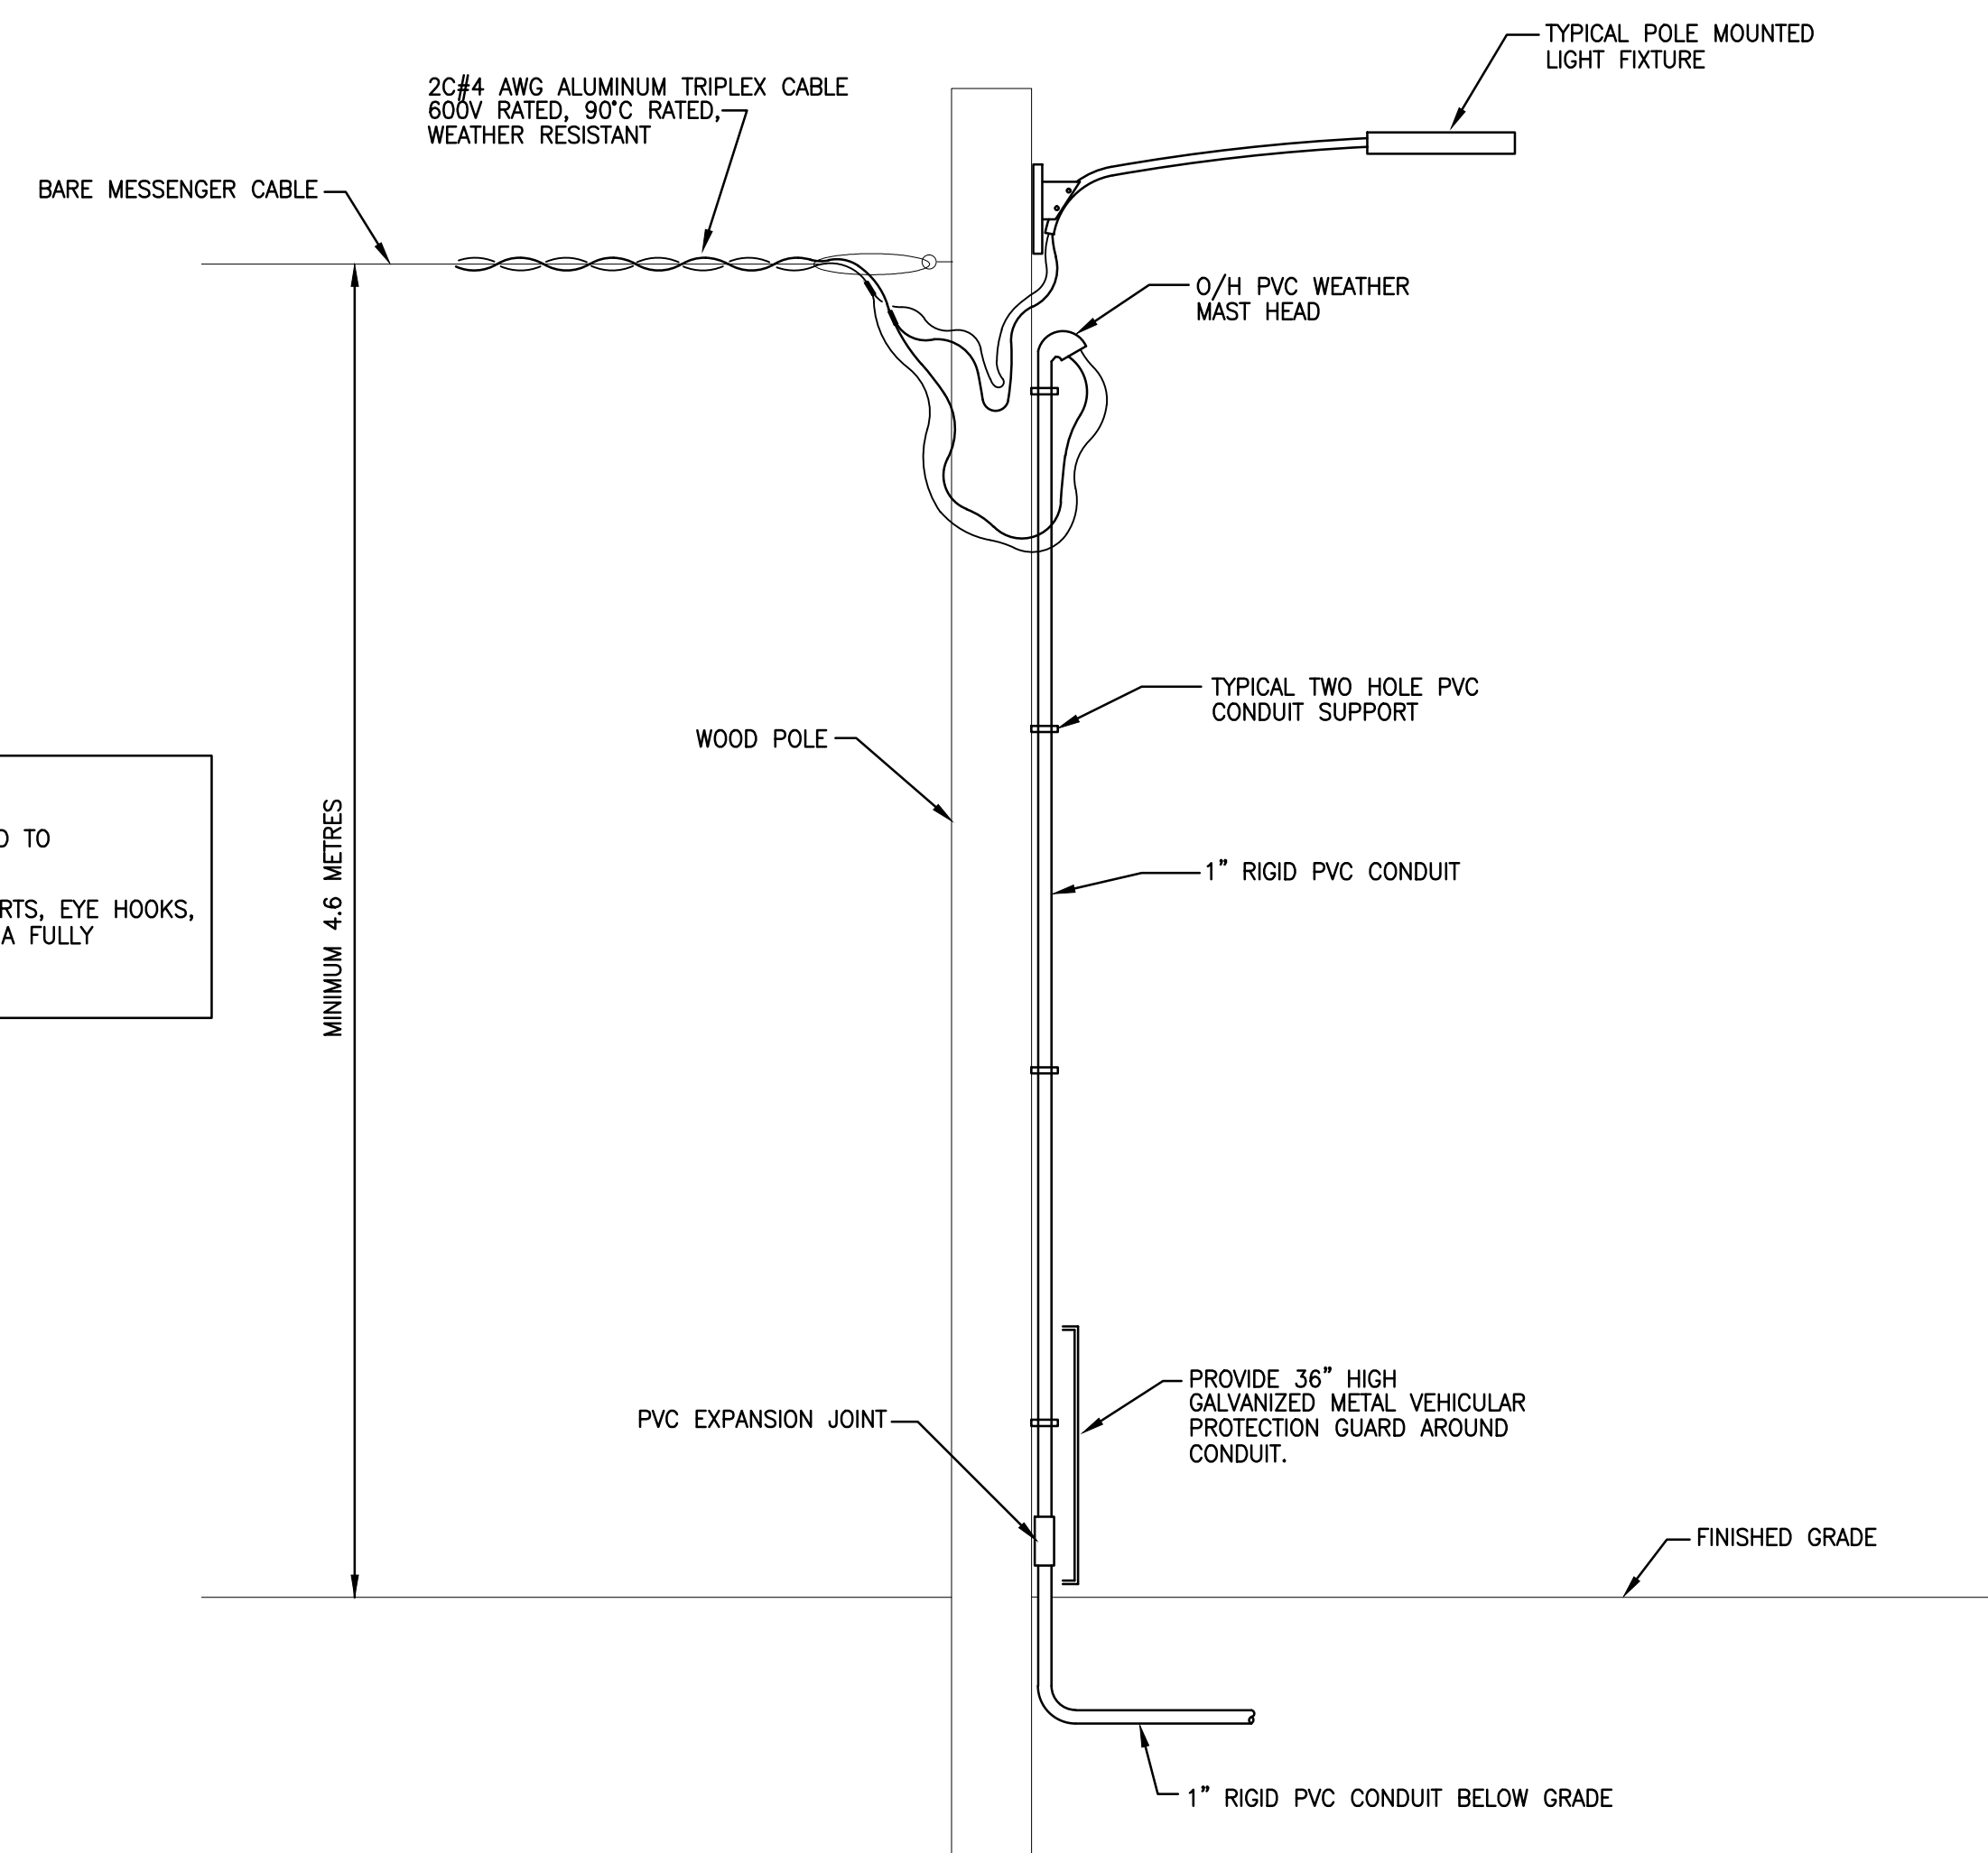 TYPICAL POLE MOUNTED
LIGHT FIXTURE
2C#4 AWG ALUMINUM TRIPLEX CABLE
600V RATED, 90°C RATED,
WEATHER RESISTANT
BARE MESSENGER CABLE
O/H PVC WEATHER
MAST HEAD
TYPICAL TWO HOLE PVC
CONDUIT SUPPORT
WOOD POLE
TO
RTS, EYE HOOKS,
A FULLY
MINIMUM 4.6 METRES
1" RIGID PVC CONDUIT
PROVIDE 36" HIGH
GALVANIZED METAL VEHICULAR
PROTECTION GUARD AROUND
CONDUIT.
PVC EXPANSION JOINT
FINISHED GRADE
1" RIGID PVC CONDUIT BELOW GRADE